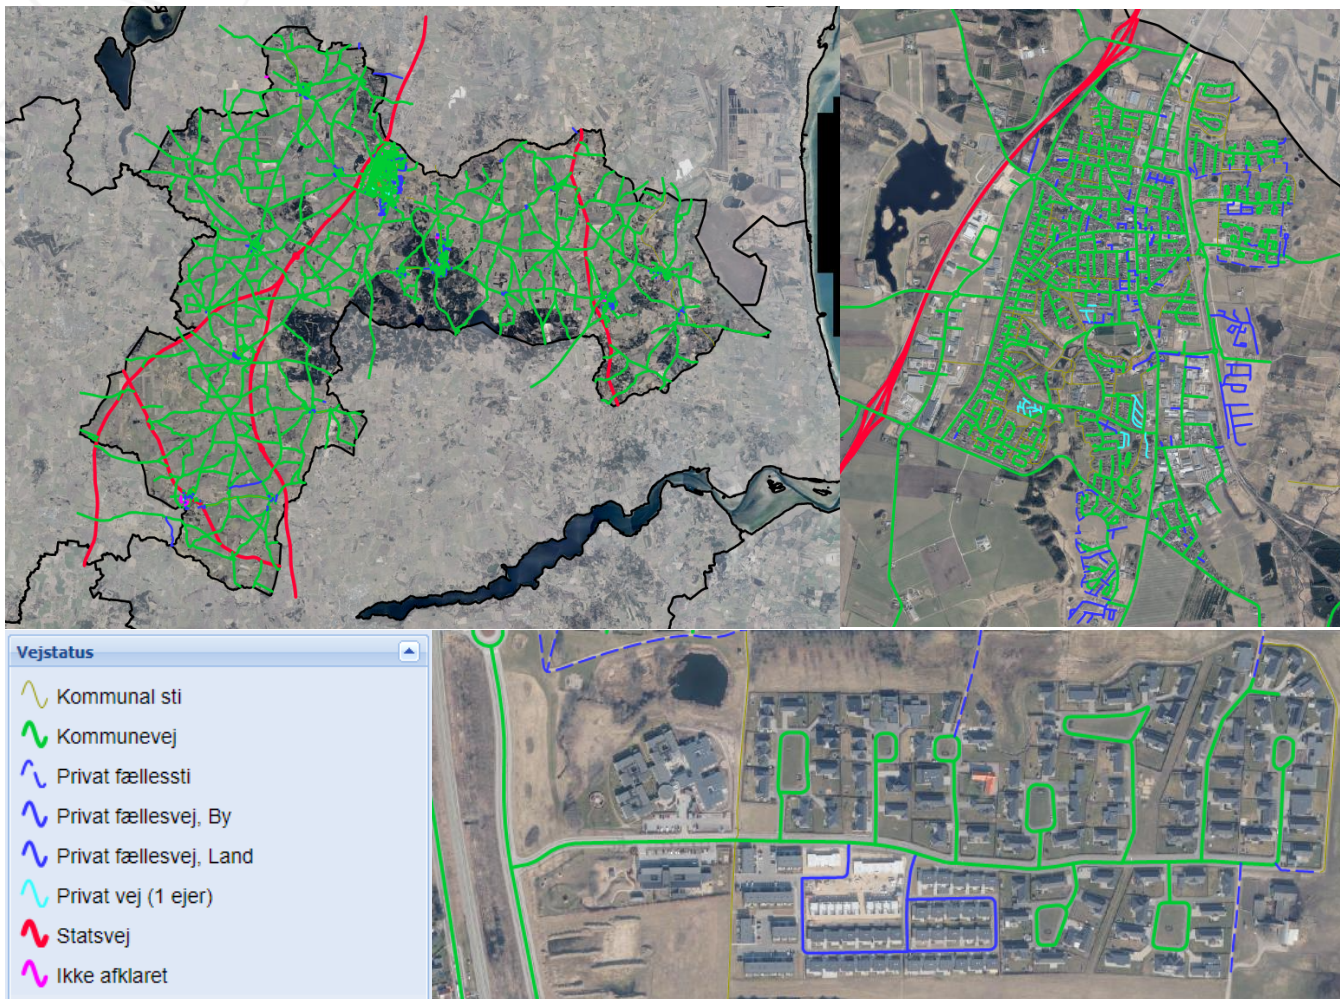 Vejstatus
Kommunal sti
Kommunevej
Privat fællessti
Privat fællesvej, By
Privat fællesvej, Land
Privat vej (1 ejer)
Statsvej
Ikke afklaret